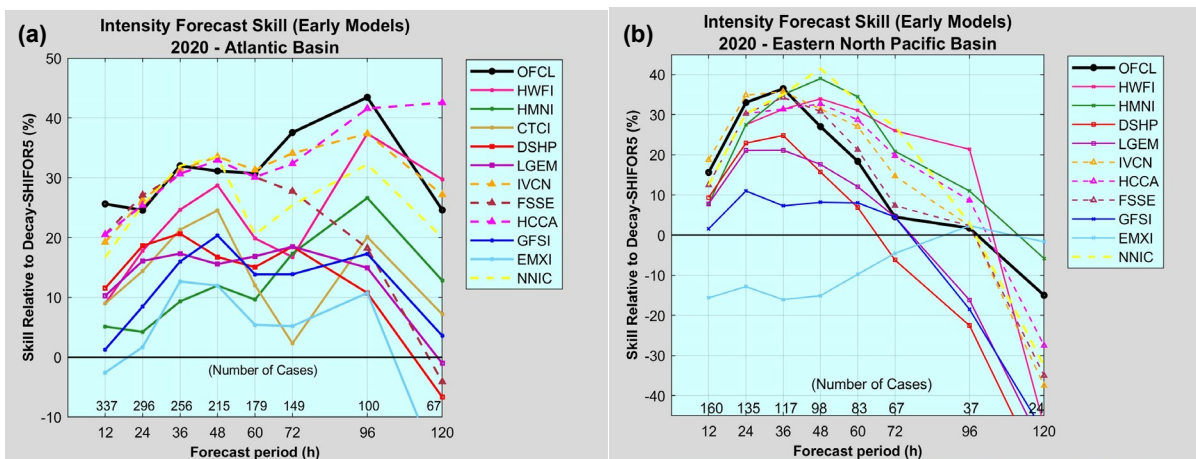 (a)
Intensity Forecast Skill (Early Models)
2020 - Atlantic Basin
Skill Relative to Decay-SHIFOR5 (%)
50
40
30
20
10
0
-10
(Number of Cases)
337 296 256 215 179 149 100 67
12 24 36 48 60 72 96 120
Forecast period (h)
OFCL
HWFI
HMNI
CTCI
DSHP
LGEM
IVCN
FSSE
HCCA
GFSI
EMXI
NNIC
(b)
Intensity Forecast Skill (Early Models)
2020 - Eastern North Pacific Basin
Skill Relative to Decay-SHIFOR5 (%)
40
30
20
10
0
-10
-20
-30
-40
(Number of Cases)
160 135 117 98 83 67 37 24
12 24 36 48 60 72 96 120
Forecast period (h)
OFCL
HWFI
HMNI
DSHP
LGEM
IVCN
HCCA
FSSE
GFSI
EMXI
NNIC